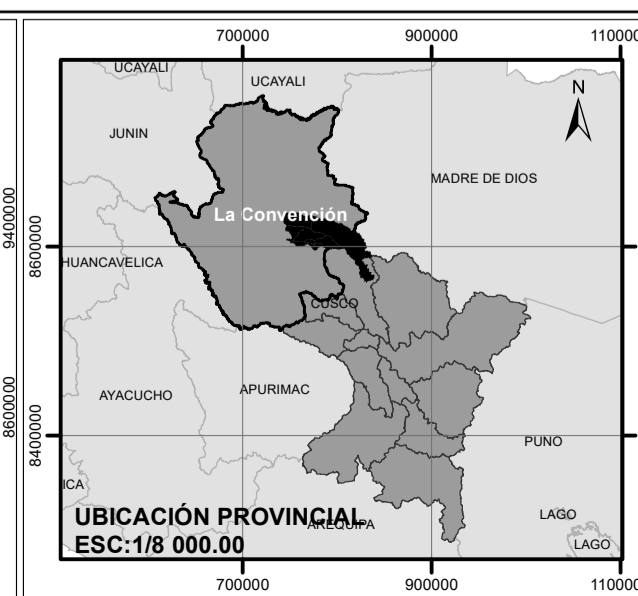 700000 900000 110000
UCAYALI
UCAYALI
N
JUNIN
MADRE DE DIOS
9400000
La Convención
8600000
HUANCAVELICA
CUSCO
AYACUCHO
APURIMAC
8600000
8400000
PUNO
ICA
UBICACIÓN PROVINCIAL
AREQUIPA
LAGO
ESC:1/8 000.00
LAGO
700000 900000 110000